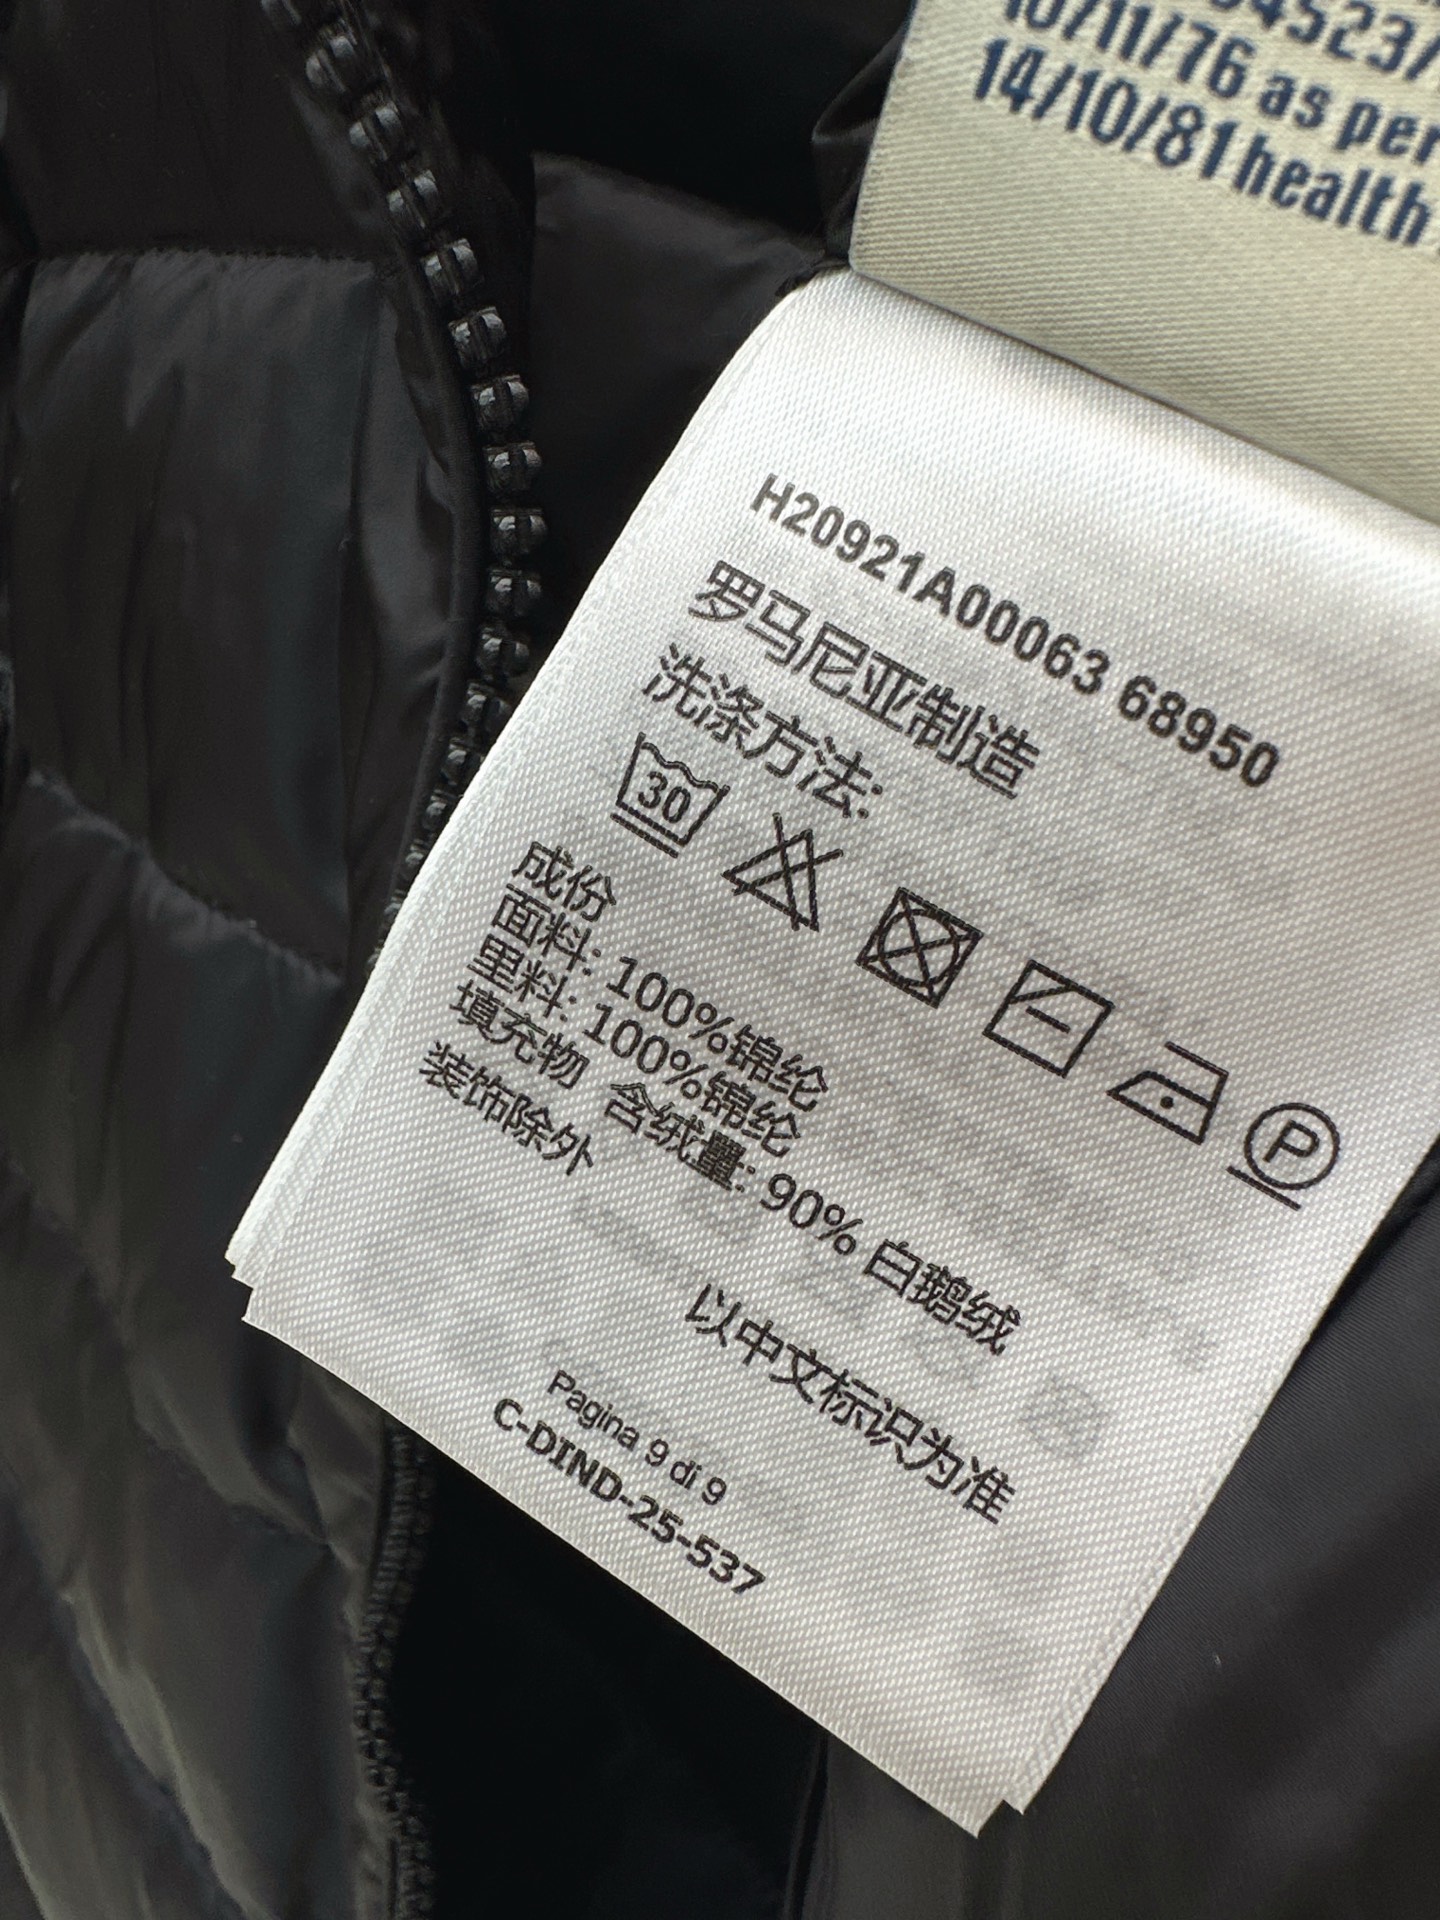 4523/
10/11/76 as per
14/10/81 health
H20921A00063 68950
罗马尼亚制造
洗涤方法:
30
P
成份
面料: 100%锦纶
里料: 100%锦纶
填充物 含绒量: 90% 白鹅绒
装饰除外
以中文标识为准
Pagina 9 di 9
C-DIND-25-537